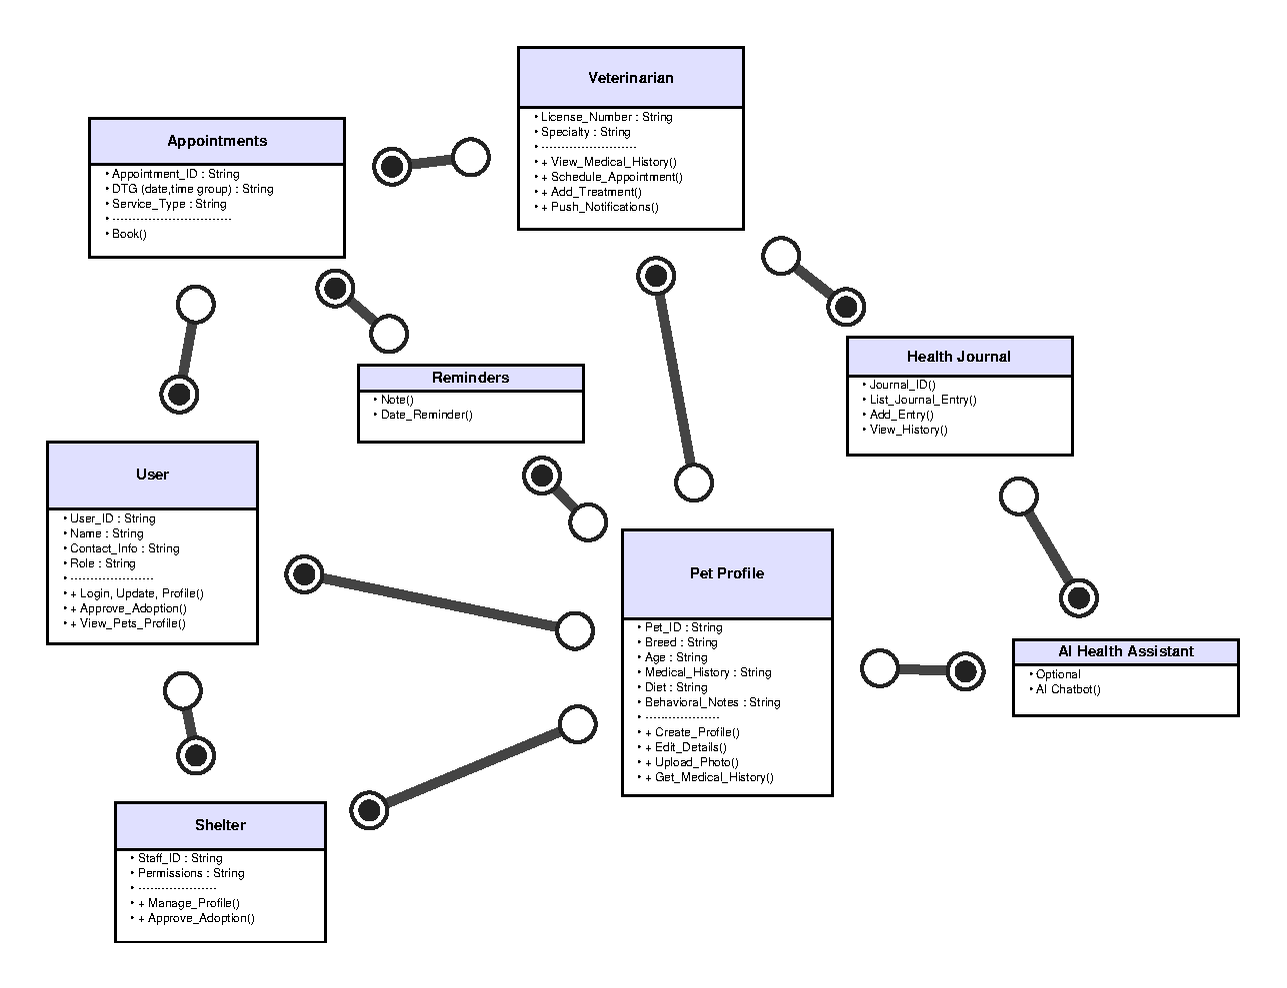 Veterinarian
• License_Number : String
• Specialty : String
• -------------------------
• + View_Medical_History()
• + Schedule_Appointment()
• + Add_Treatment()
• + Push_Notifications()
Appointments
• Appointment_ID : String
• DTG (date,time group) : String
• Service_Type : String
• -------------------------------
• Book()
Health Journal
• Journal_ID()
• List_Journal_Entry()
• Add_Entry()
• View_History()
Reminders
• Note()
• Date_Reminder()
User
• User_ID : String
• Name : String
• Contact_Info : String
• Role : String
• ----------------------
• + Login, Update, Profile()
• + Approve_Adoption()
• + View_Pets_Profile()
Pet Profile
• Pet_ID : String
• Breed : String
• Age : String
• Medical_History : String
• Diet : String
• Behavioral_Notes : String
• --------------------
• + Create_Profile()
• + Edit_Details()
• + Upload_Photo()
• + Get_Medical_History()
AI Health Assistant
• Optional
• AI Chatbot()
Shelter
• Staff_ID : String
• Permissions : String
• ---------------------
• + Manage_Profile()
• + Approve_Adoption()